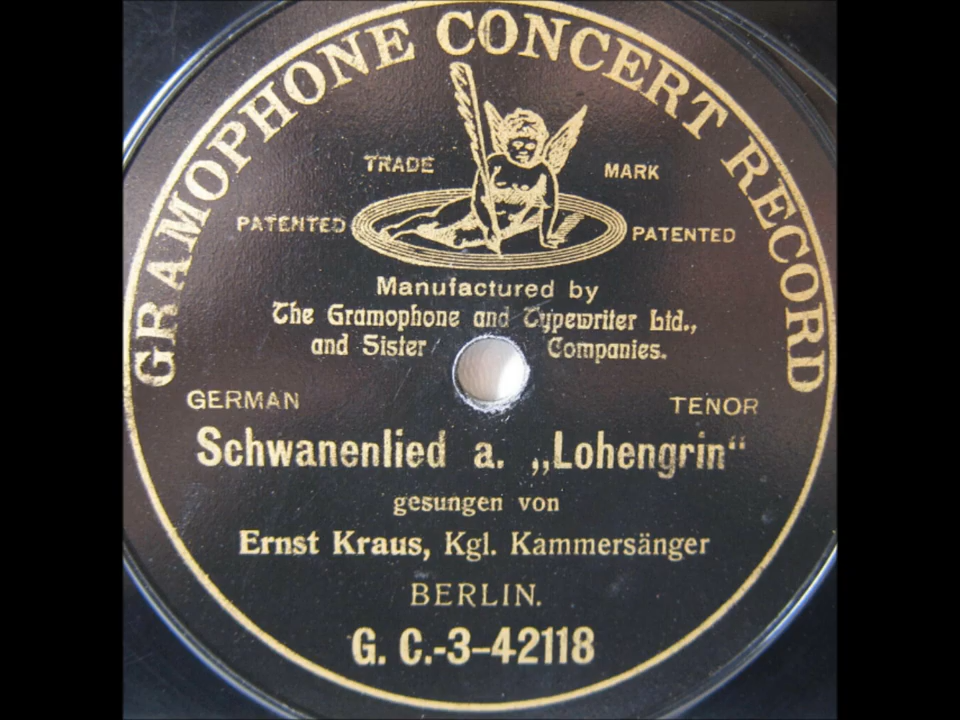 GRAMOPHONE CONCERT RECORD
TRADE MARK
PATENTED PATENTED
Manufactured by
The Gramophone and Typewriter Ltd.,
and Sister Companies.
GERMAN TENOR
Schwanenlied a. „Lohengrin“
gesungen von
Ernst Kraus, Kgl. Kammersänger
BERLIN.
G. C.-3-42118